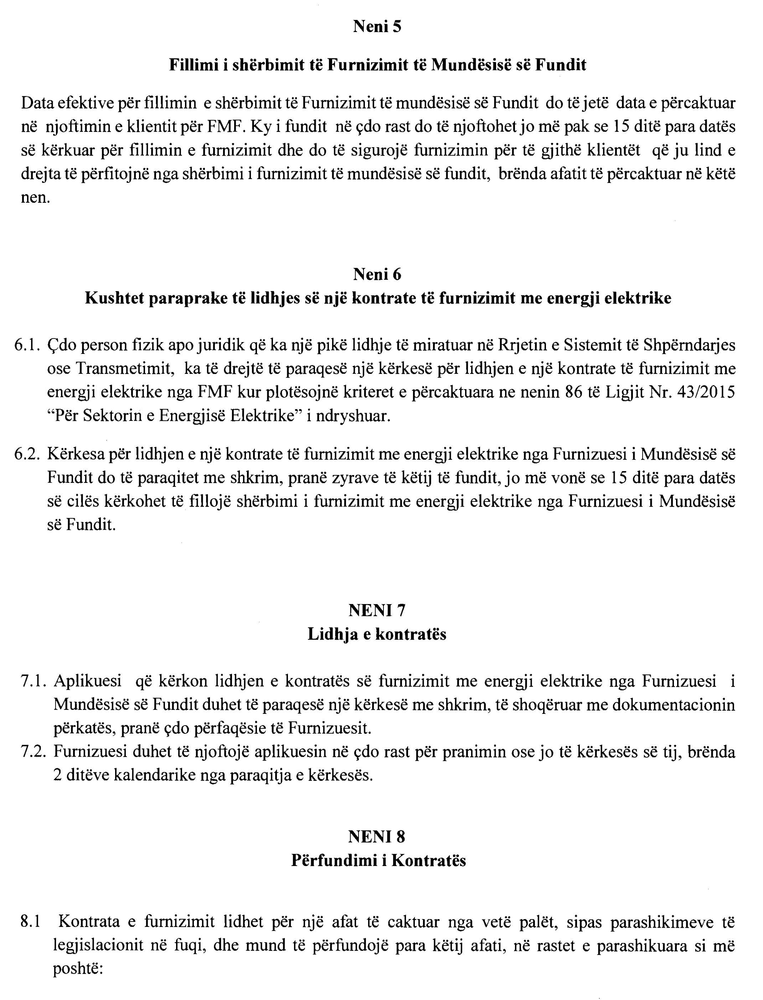 Neni 5
Fillimi i shërbimit të Furnizimit të Mundësisë së Fundit
Data efektive për fillimin e shërbimit të Furnizimit të mundësisë së Fundit do të jetë data e përcaktuar
në njoftimin e klientit për FMF. Ky i fundit në çdo rast do të njoftohet jo më pak se 15 ditë para datës
së kërkuar për fillimin e furnizimit dhe do të sigurojë furnizimin për të gjithë klientët që ju lind e
drejta të përfitojnë nga shërbimi i furnizimit të mundësisë së fundit, brënda afatit të përcaktuar në këtë
nen.
Neni 6
Kushtet paraprake të lidhjes së një kontrate të furnizimit me energji elektrike
6.1. Çdo person fizik apo juridik që ka një pikë lidhje të miratuar në Rrjetin e Sistemit të Shpërndarjes
ose Transmetimit, ka të drejtë të paraqesë një kërkesë për lidhjen e një kontrate të furnizimit me
energji elektrike nga FMF kur plotësojnë kriteret e përcaktuara ne nenin 86 të Ligjit Nr. 43/2015
“Për Sektorin e Energjisë Elektrike” i ndryshuar.
6.2. Kërkesa për lidhjen e një kontrate të furnizimit me energji elektrike nga Furnizuesi i Mundësisë së
Fundit do të paraqitet me shkrim, pranë zyrave të këtij të fundit, jo më vonë se 15 ditë para datës
së cilës kërkohet të fillojë shërbimi i furnizimit me energji elektrike nga Furnizuesi i Mundësisë
së Fundit.
NENI 7
Lidhja e kontratës
7.1. Aplikuesi që kërkon lidhjen e kontratës së furnizimit me energji elektrike nga Furnizuesi i
Mundësisë së Fundit duhet të paraqesë një kërkesë me shkrim, të shoqëruar me dokumentacionin
përkatës, pranë çdo përfaqësie të Furnizuesit.
7.2. Furnizuesi duhet të njoftojë aplikuesin në çdo rast për pranimin ose jo të kërkesës së tij, brënda
2 ditëve kalendarike nga paraqitja e kërkesës.
NENI 8
Përfundimi i Kontratës
8.1 Kontrata e furnizimit lidhet për një afat të caktuar nga vetë palët, sipas parashikimeve të
legjislacionit në fuqi, dhe mund të përfundojë para këtij afati, në rastet e parashikuara si më
poshtë: